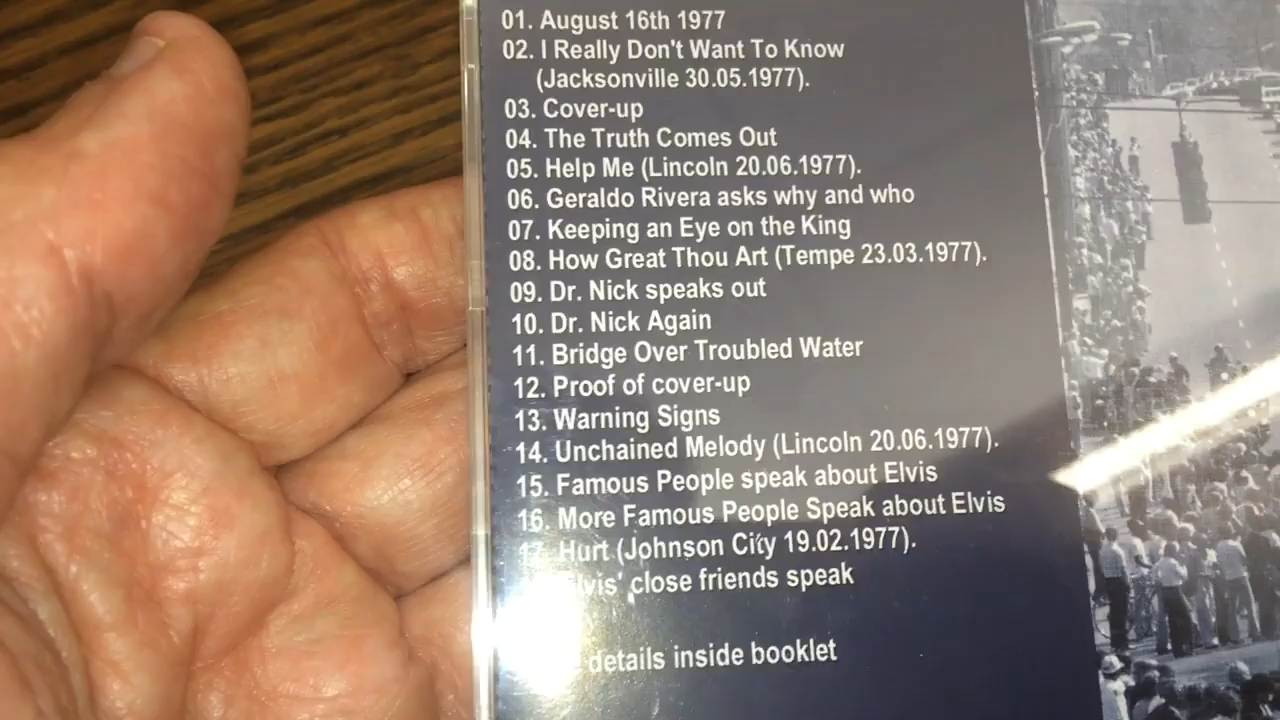 01. August 16th 1977
02. I Really Don't Want To Know
(Jacksonville 30.05.1977).
03. Cover-up
04. The Truth Comes Out
05. Help Me (Lincoln 20.06.1977).
06. Geraldo Rivera asks why and who
07. Keeping an Eye on the King
08. How Great Thou Art (Tempe 23.03.1977).
09. Dr. Nick speaks out
10. Dr. Nick Again
11. Bridge Over Troubled Water
12. Proof of cover-up
13. Warning Signs
14. Unchained Melody (Lincoln 20.06.1977).
15. Famous People speak about Elvis
16. More Famous People Speak about Elvis
17. Hurt (Johnson City 19.02.1977).
Elvis' close friends speak
details inside booklet